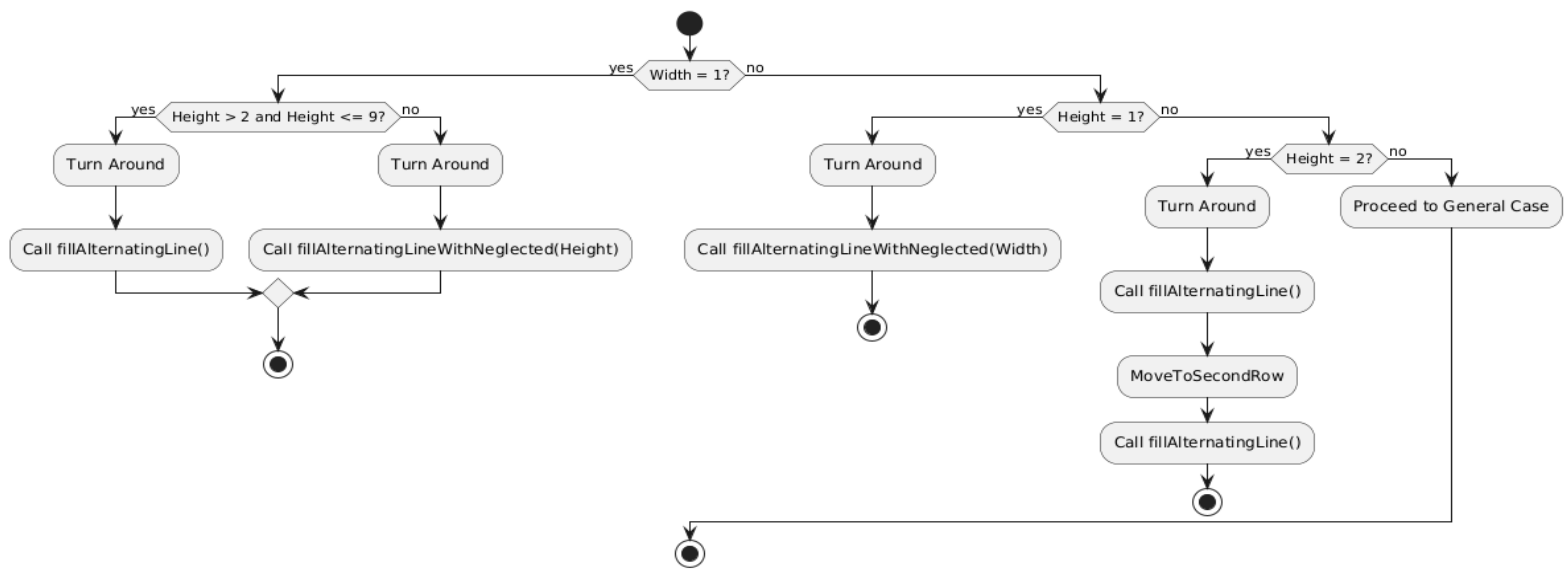 Width = 1?
yes
no
Height > 2 and Height <= 9?
yes
no
Turn Around
Call fillAlternatingLine()
Turn Around
Call fillAlternatingLineWithNeglected(Height)
Height = 1?
yes
no
Turn Around
Call fillAlternatingLineWithNeglected(Width)
Height = 2?
yes
no
Turn Around
Call fillAlternatingLine()
MoveToSecondRow
Call fillAlternatingLine()
Proceed to General Case